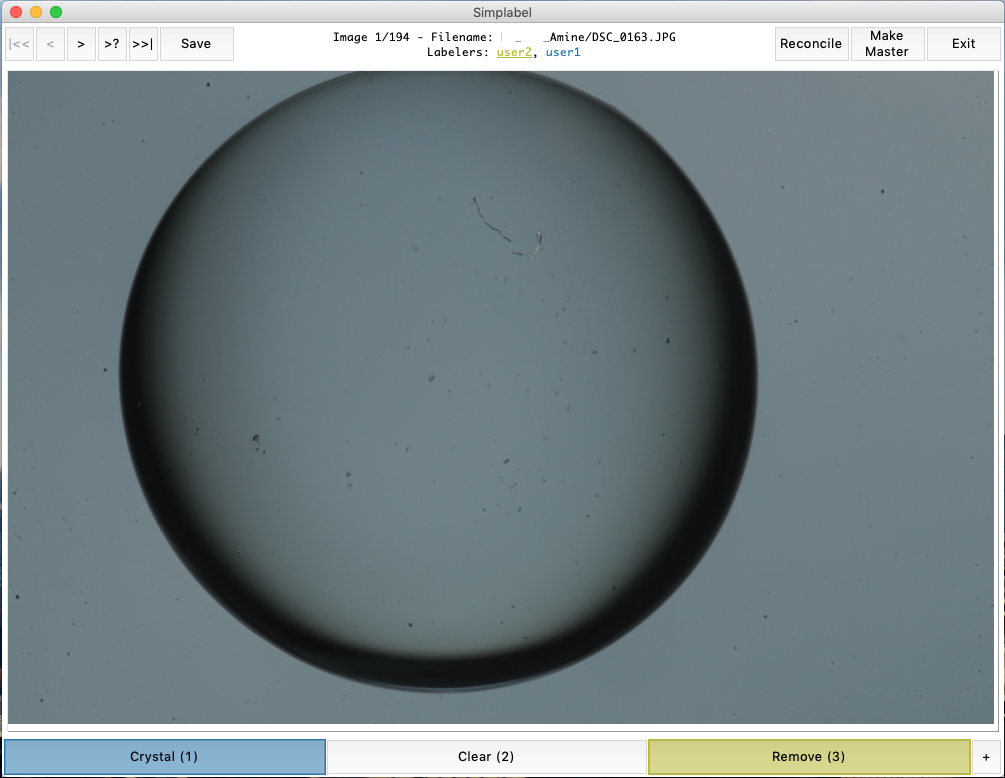 Simplabel
|<< < > >? >>| Save
Image 1/194 - Filename: _ _Amine/DSC_0163.JPG
Labelers: user2, user1
Reconcile
Make
Master
Exit
Crystal (1) Clear (2) Remove (3) +